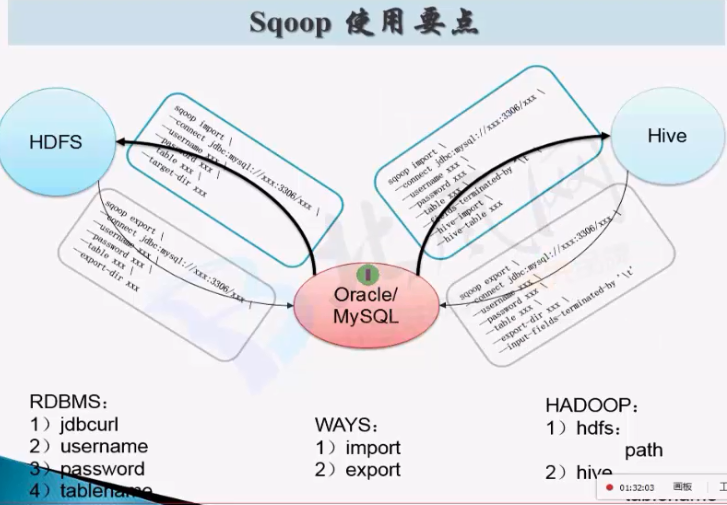 Sqoop 使用要点
HDFS
sqoop import \
--connect jdbc:mysql://xxx:3306/xxx \
--username xxx \
--password xxx \
--table xxx \
--target-dir xxx
sqoop export \
--connect jdbc:mysql://xxx:3306/xxx \
--username xxx \
--password xxx \
--table xxx \
--export-dir xxx
sqoop import \
--connect jdbc:mysql://xxx:3306/xxx \
--username xxx \
--password xxx \
--table xxx \
--fields-terminated-by "\t" \
--hive-import \
--hive-table xxx
Hive
sqoop export \
--connect jdbc:mysql://xxx:3306/xxx \
--username xxx \
--password xxx \
--table xxx \
--export-dir xxx \
--input-fields-terminated-by '\t'
Oracle/
MySQL
RDBMS：
1）jdbcurl
2）username
3）password
4）tablename
WAYS：
1）import
2）export
HADOOP：
1）hdfs：
path
2）hive
tablename
01:32:03 画板